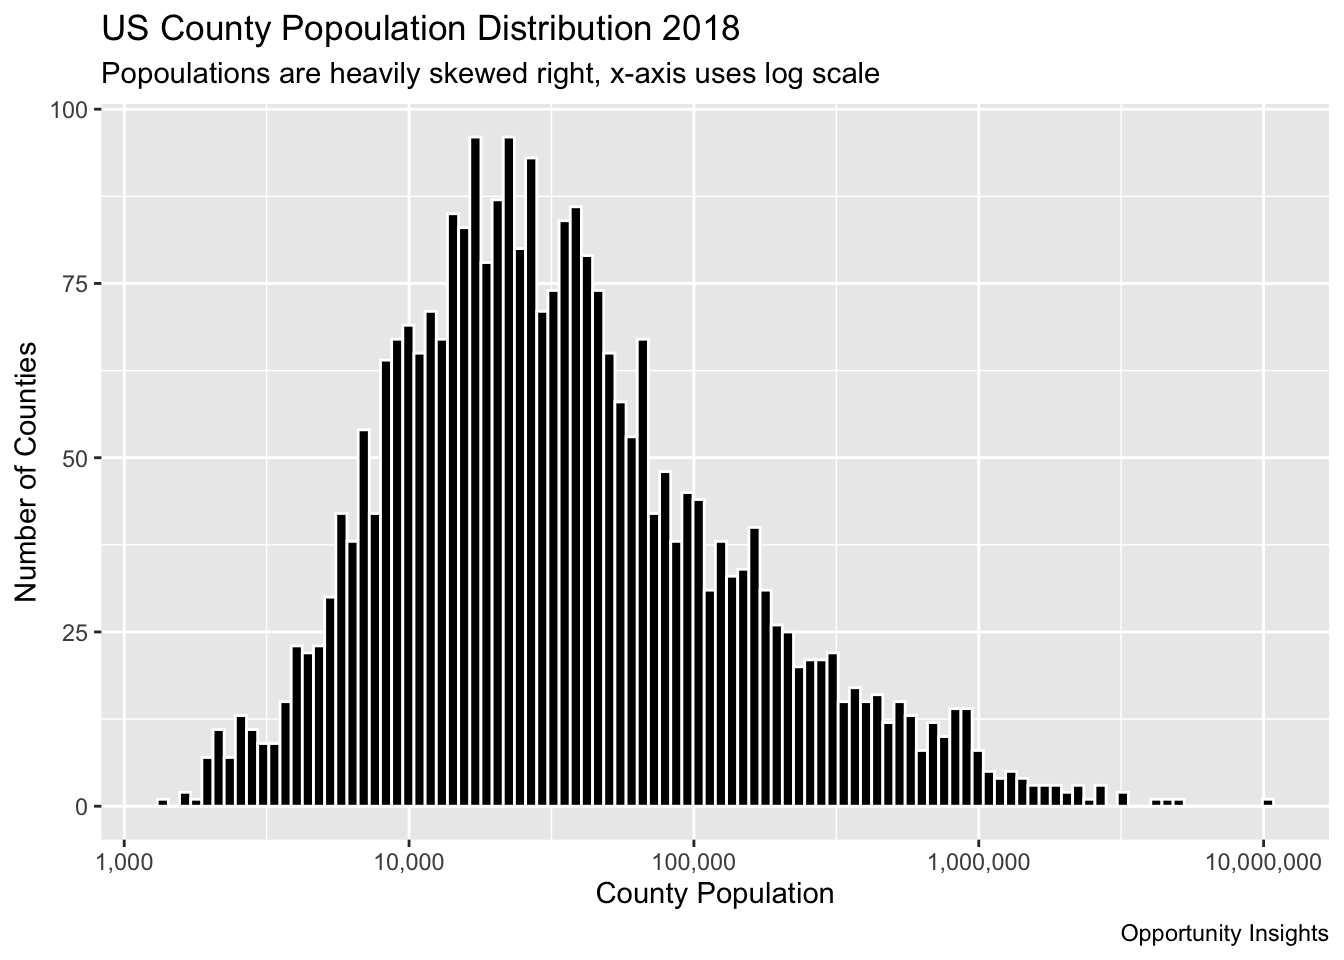 US County Popoulation Distribution 2018
Popoulations are heavily skewed right, x-axis uses log scale
100
75
50
25
0
Number of Counties
1,000
10,000
100,000
1,000,000
10,000,000
County Population
Opportunity Insights